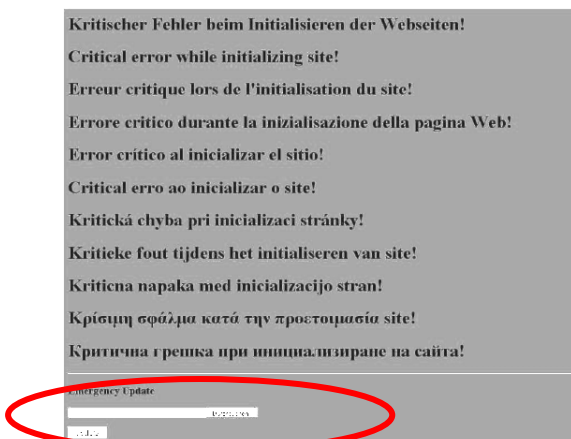 Kritischer Fehler beim Initialisieren der Webseiten!
Critical error while initializing site!
Erreur critique lors de l'initialisation du site!
Errore critico durante la inizialisazione della pagina Web!
Error crítico al inicializar el sitio!
Critical erro ao inicializar o site!
Kritická chyba pri inicializaci stránky!
Kritieke fout tijdens het initialiseren van site!
Kriticna napaka med inicializacijo stran!
Κρίσιμη σφάλμα κατά την προετοιμασία site!
Критична грешка при инициализиране на сайта!
Emergency Update